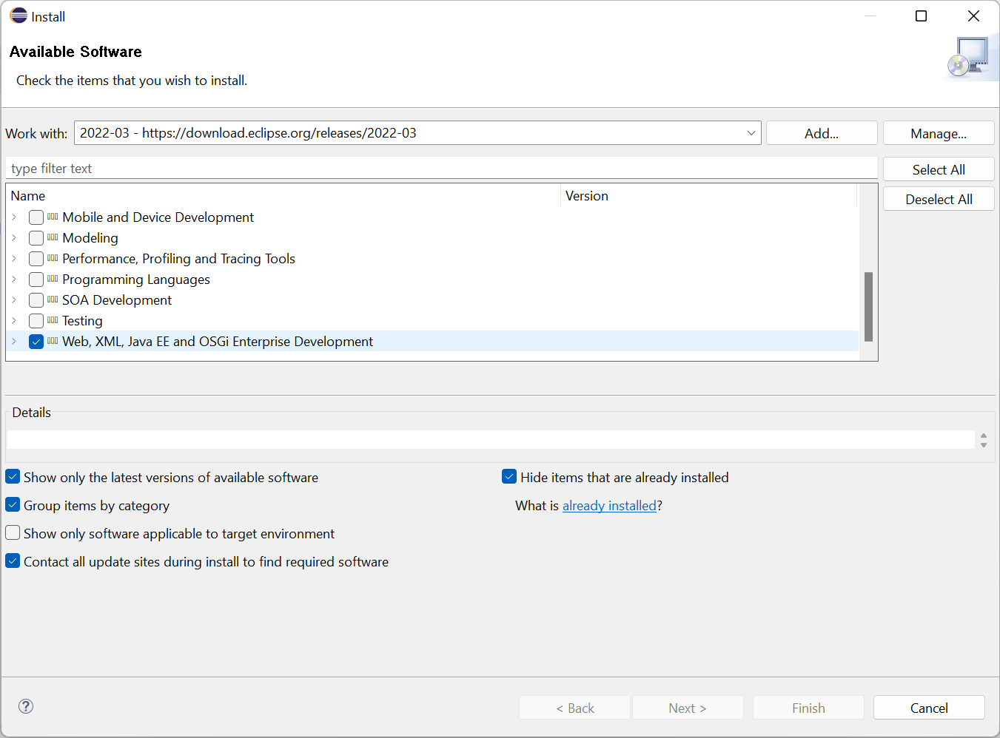 Install
Available Software
Check the items that you wish to install.
Work with: 2022-03 - https://download.eclipse.org/releases/2022-03 Add... Manage...
type filter text Select All
Name Version Deselect All
Mobile and Device Development
Modeling
Performance, Profiling and Tracing Tools
Programming Languages
SOA Development
Testing
Web, XML, Java EE and OSGi Enterprise Development
Details
Show only the latest versions of available software Hide items that are already installed
Group items by category What is already installed?
Show only software applicable to target environment
Contact all update sites during install to find required software
? < Back Next > Finish Cancel